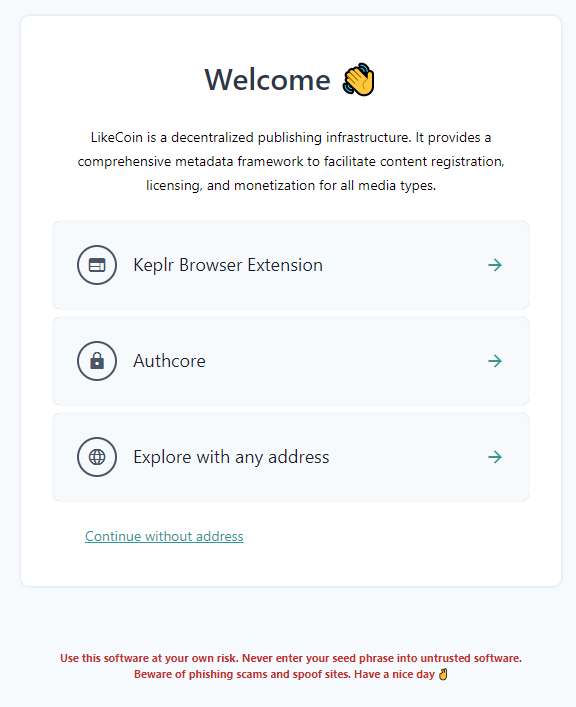 Welcome 👋
LikeCoin is a decentralized publishing infrastructure. It provides a
comprehensive metadata framework to facilitate content registration,
licensing, and monetization for all media types.
Keplr Browser Extension
Authcore
Explore with any address
Continue without address
Use this software at your own risk. Never enter your seed phrase into untrusted software.
Beware of phishing scams and spoof sites. Have a nice day ✌